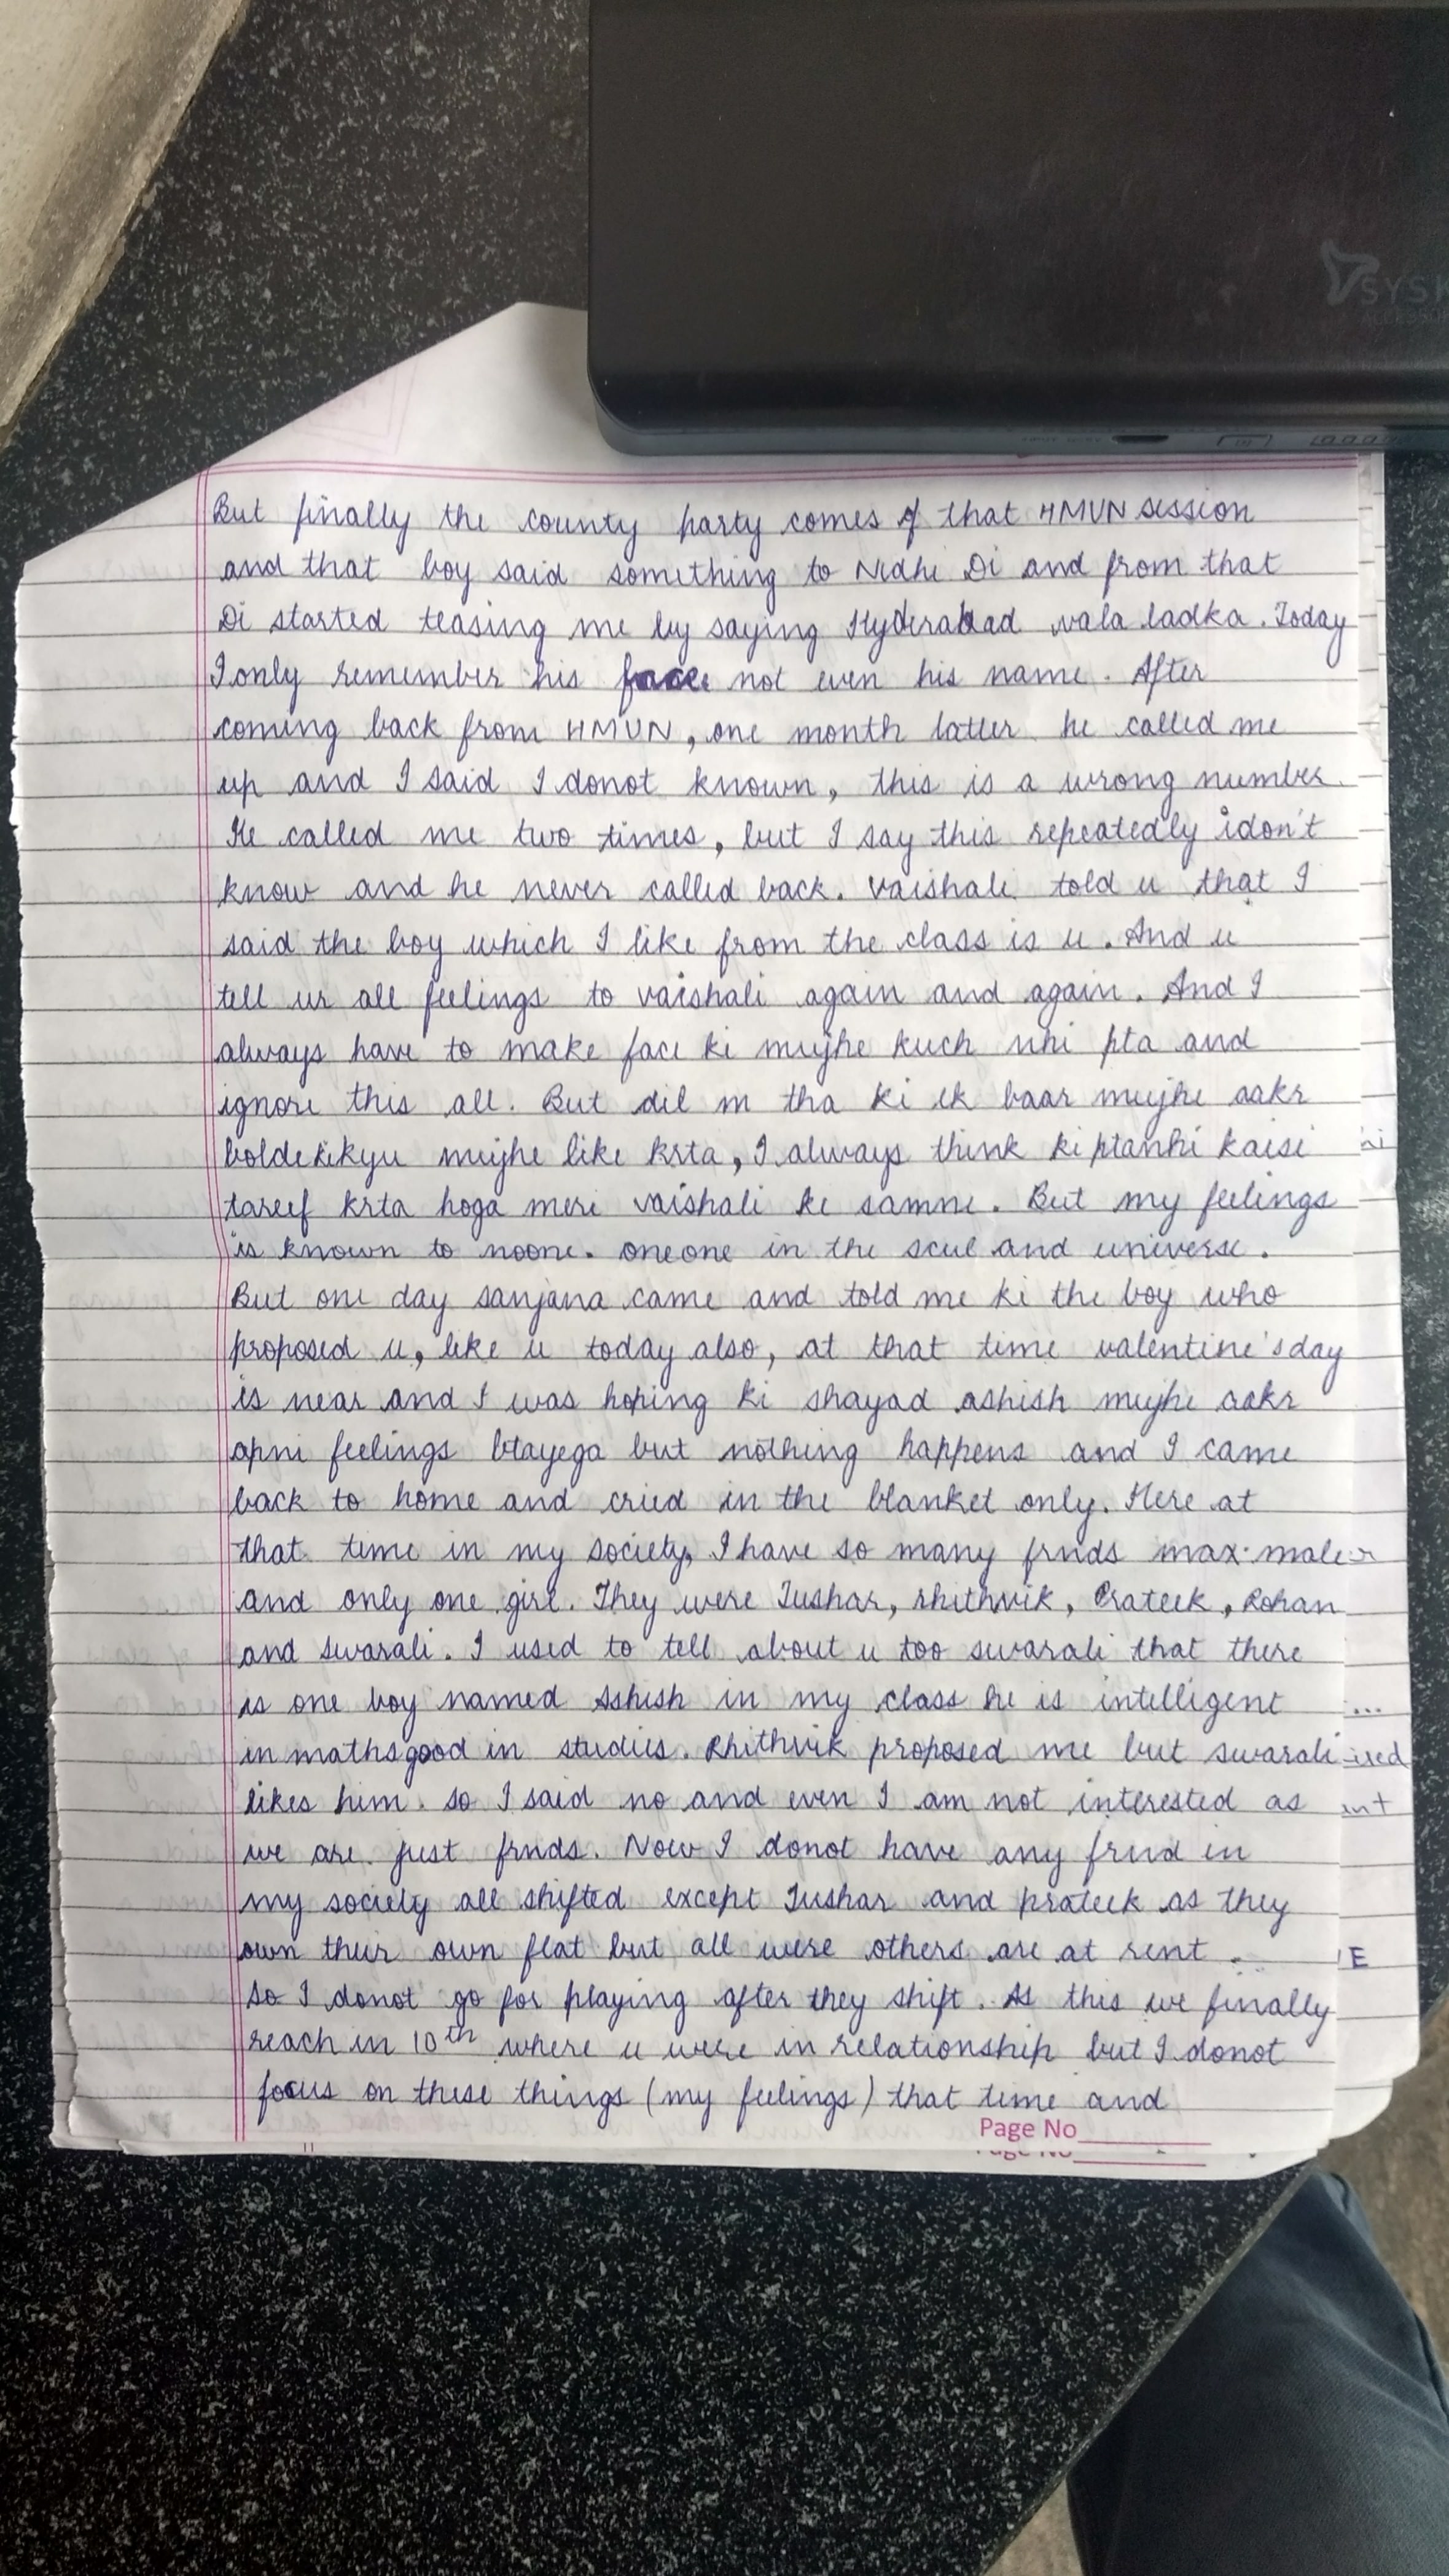 SYSK
But finally the county party comes of that HMUN session
and that boy said something to Nidhi Di and from that
Di started teasing me by saying Hyderabad vala ladka. Today
I only remember his face not even his name. After
coming back from HMUN, one month latter he called me
up and I said I donot known, this is a wrong number.
He called me two times, but I say this repeatedly idon't
know and he never called back. Vaishali told u that I
said the boy which I like from the class is u. And u
tell ur all feelings to vaishali again and again. And I
always have to make face ki mujhe kuch nhi pta and
ignore this all. But dil m tha ki ek baar mujhe aakr
bolde kikyu mujhe like krta, I always think ki ptanhi kaisi
tareef krta hoga meri vaishali ke samne. But my feelings
is known to noone. oneone in the scul and universe.
But one day sanjana came and told me ki the boy who
proposed u, like u today also, at that time valentine's day
is near and I was hoping ki shayad ashish mujhe aakr
apni feelings btayega but nothing happens and I came
back to home and cried in the blanket only. Here at
that time in my society, I have so many frnds max. males
and only one girl. They were Tushar, rhithvik, Prateek, Rohan
and swarali. I used to tell about u too swarali that there
is one boy named Ashish in my class he is intelligent
in maths good in studies. Rhithvik proposed me but swarali
likes him. so I said no and even I am not interested as
we are just frnds. Now I donot have any frnd in
my society all shifted except Tushar and prateek as they
own their own flat but all were others are at rent.
E
So I donot go for playing after they shift. As this we finally
reach in 10th where u were in relationship but I donot
focus on these things (my feelings) that time and
Page No
Page No